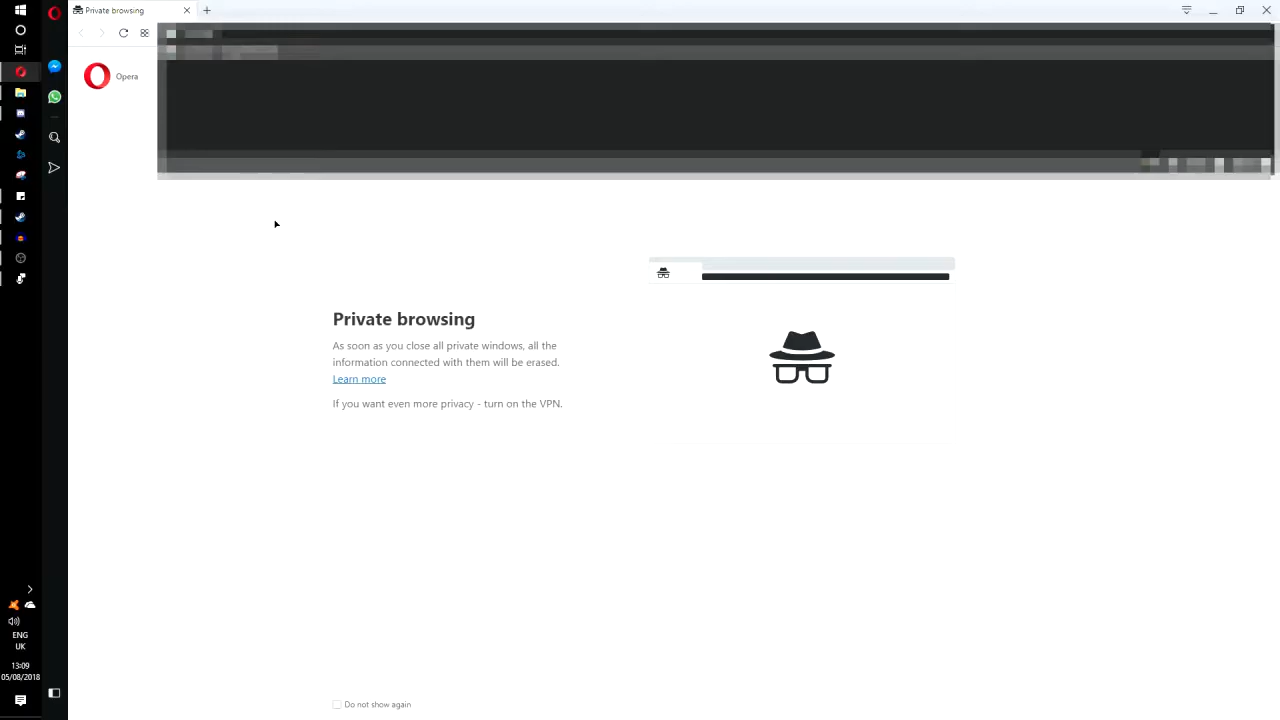 Private browsing
Opera
Private browsing
As soon as you close all private windows, all the
information connected with them will be erased.
Learn more
If you want even more privacy - turn on the VPN.
Do not show again
ENG
UK
13:09
05/08/2018